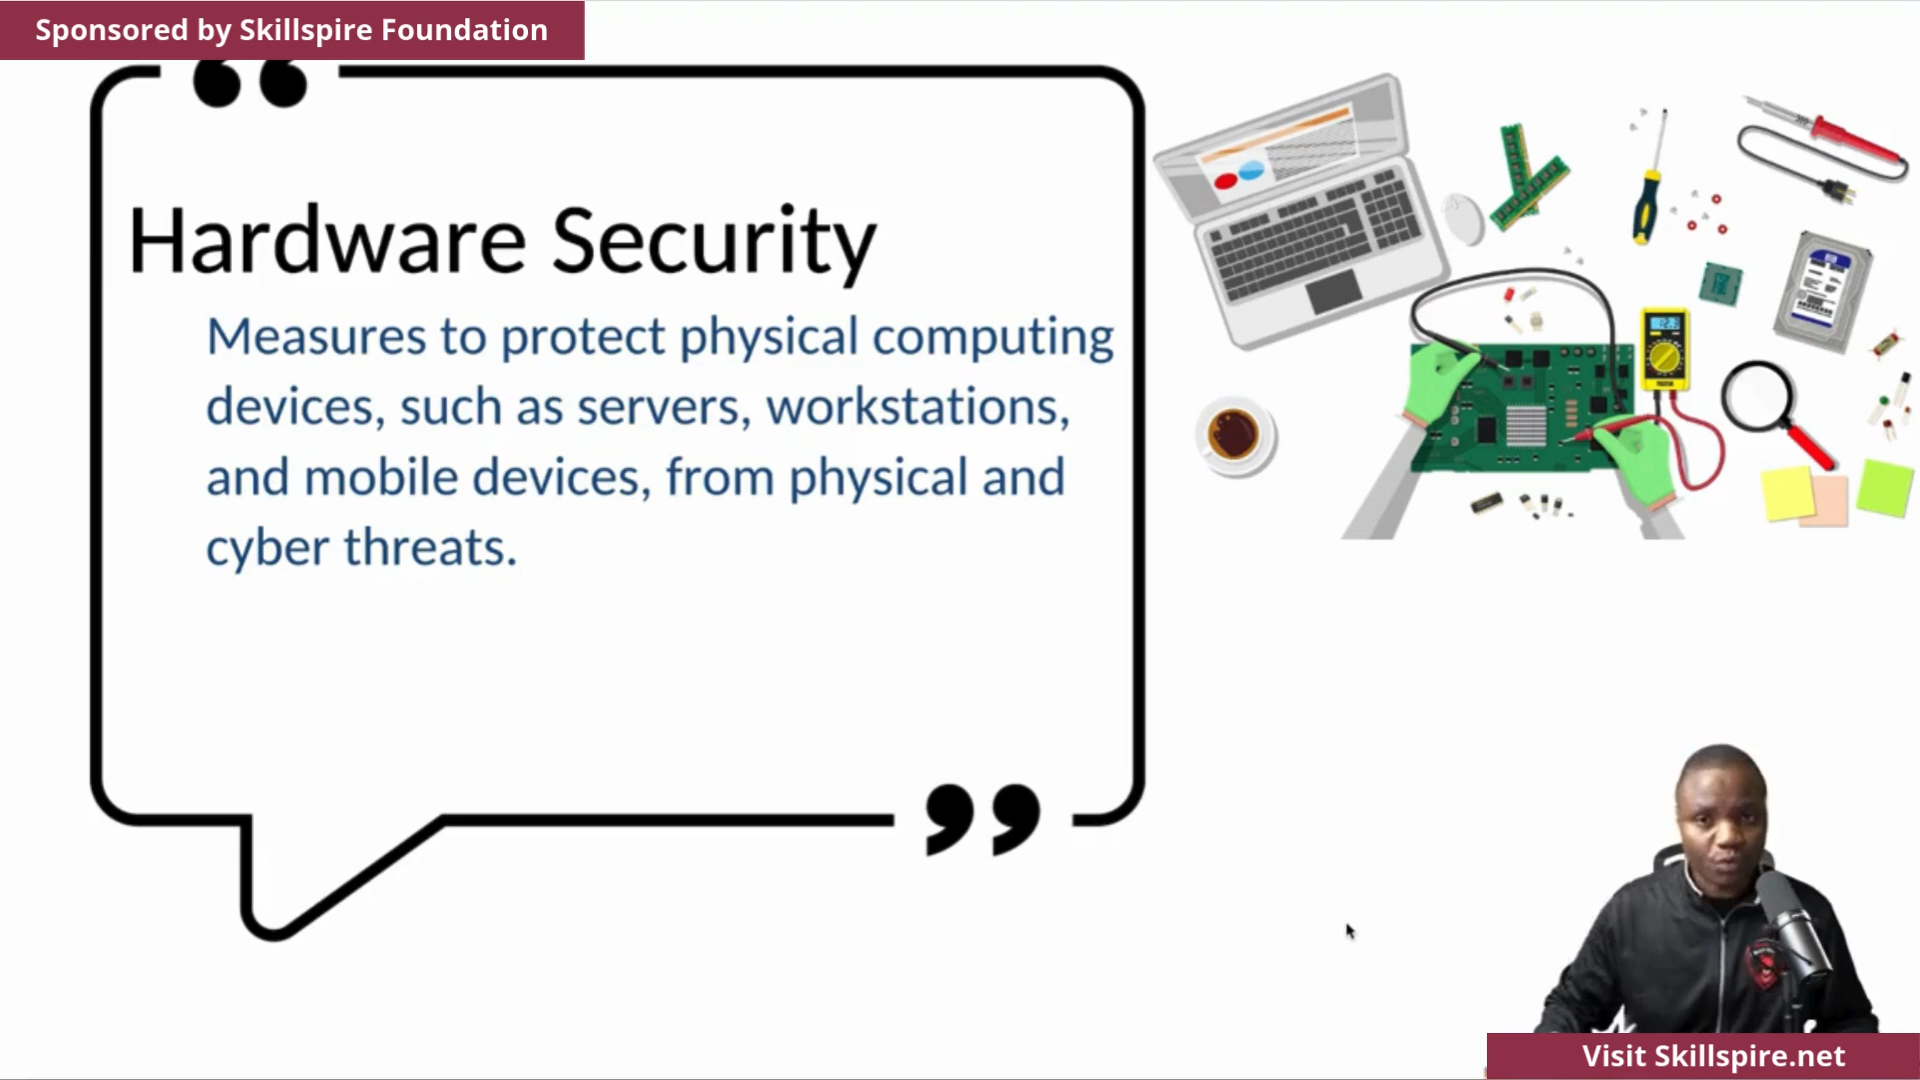 Sponsored by Skillspire Foundation
Hardware Security
Measures to protect physical computing
devices, such as servers, workstations,
and mobile devices, from physical and
cyber threats.
Visit Skillspire.net